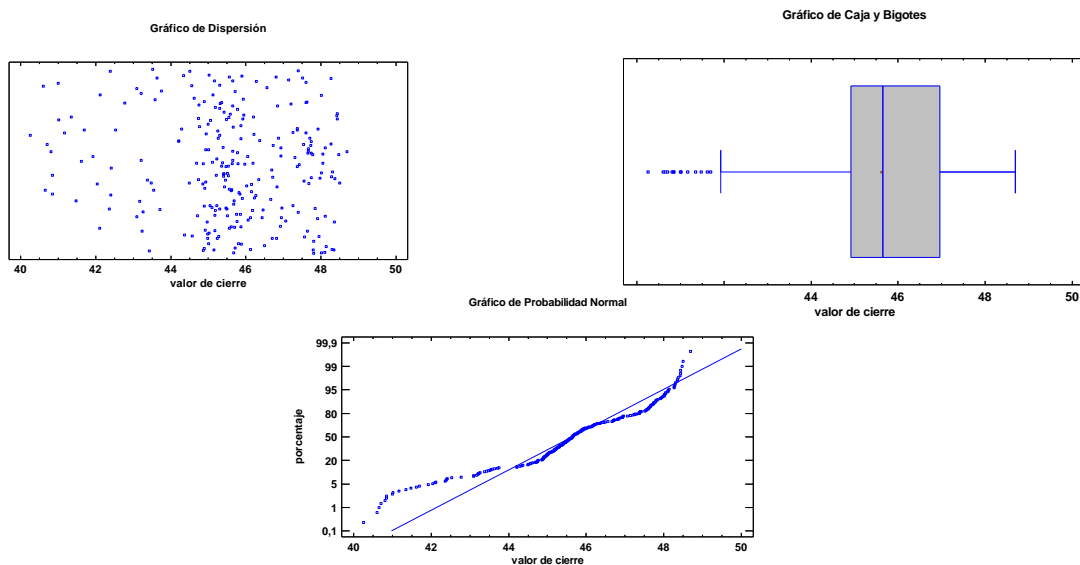 Gráfico de Dispersión
40 42 44 46 48 50
valor de cierre
Gráfico de Caja y Bigotes
44 46 48 50
valor de cierre
Gráfico de Probabilidad Normal
99,9
99
95
80
50
20
5
1
0,1
porcentaje
40 42 44 46 48 50
valor de cierre